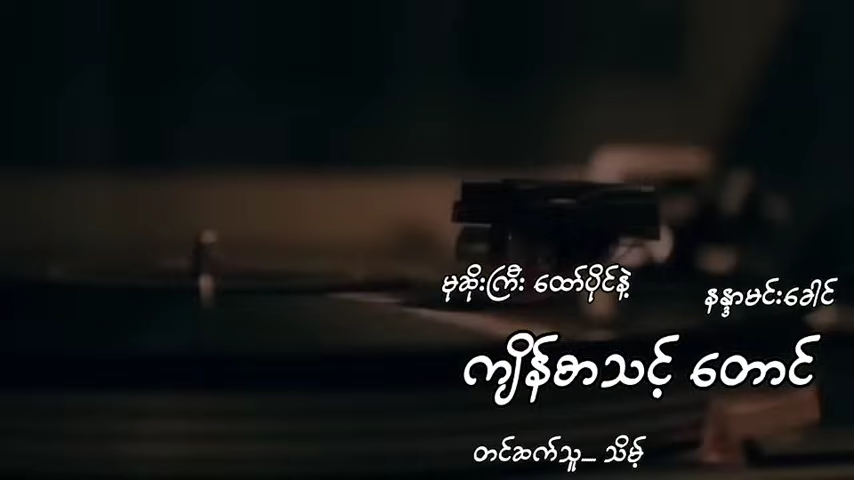 မုဆိုးကြီး ထော်ပိုင်နဲ့
နန္ဒာမင်းခေါင်
ကျိန်စာသင့် တောင်
တင်ဆက်သူ_ သိမ့်